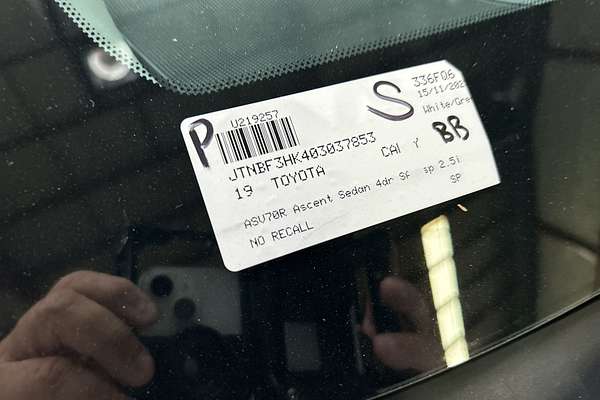 P
U219257
JTNBF3HK403037853
19 TOYOTA
CAI Y
ASV70R Ascent Sedan 4dr Sp 2.5i
SP
NO RECALL
S
336F06
15/11/202
White/Gre
BB